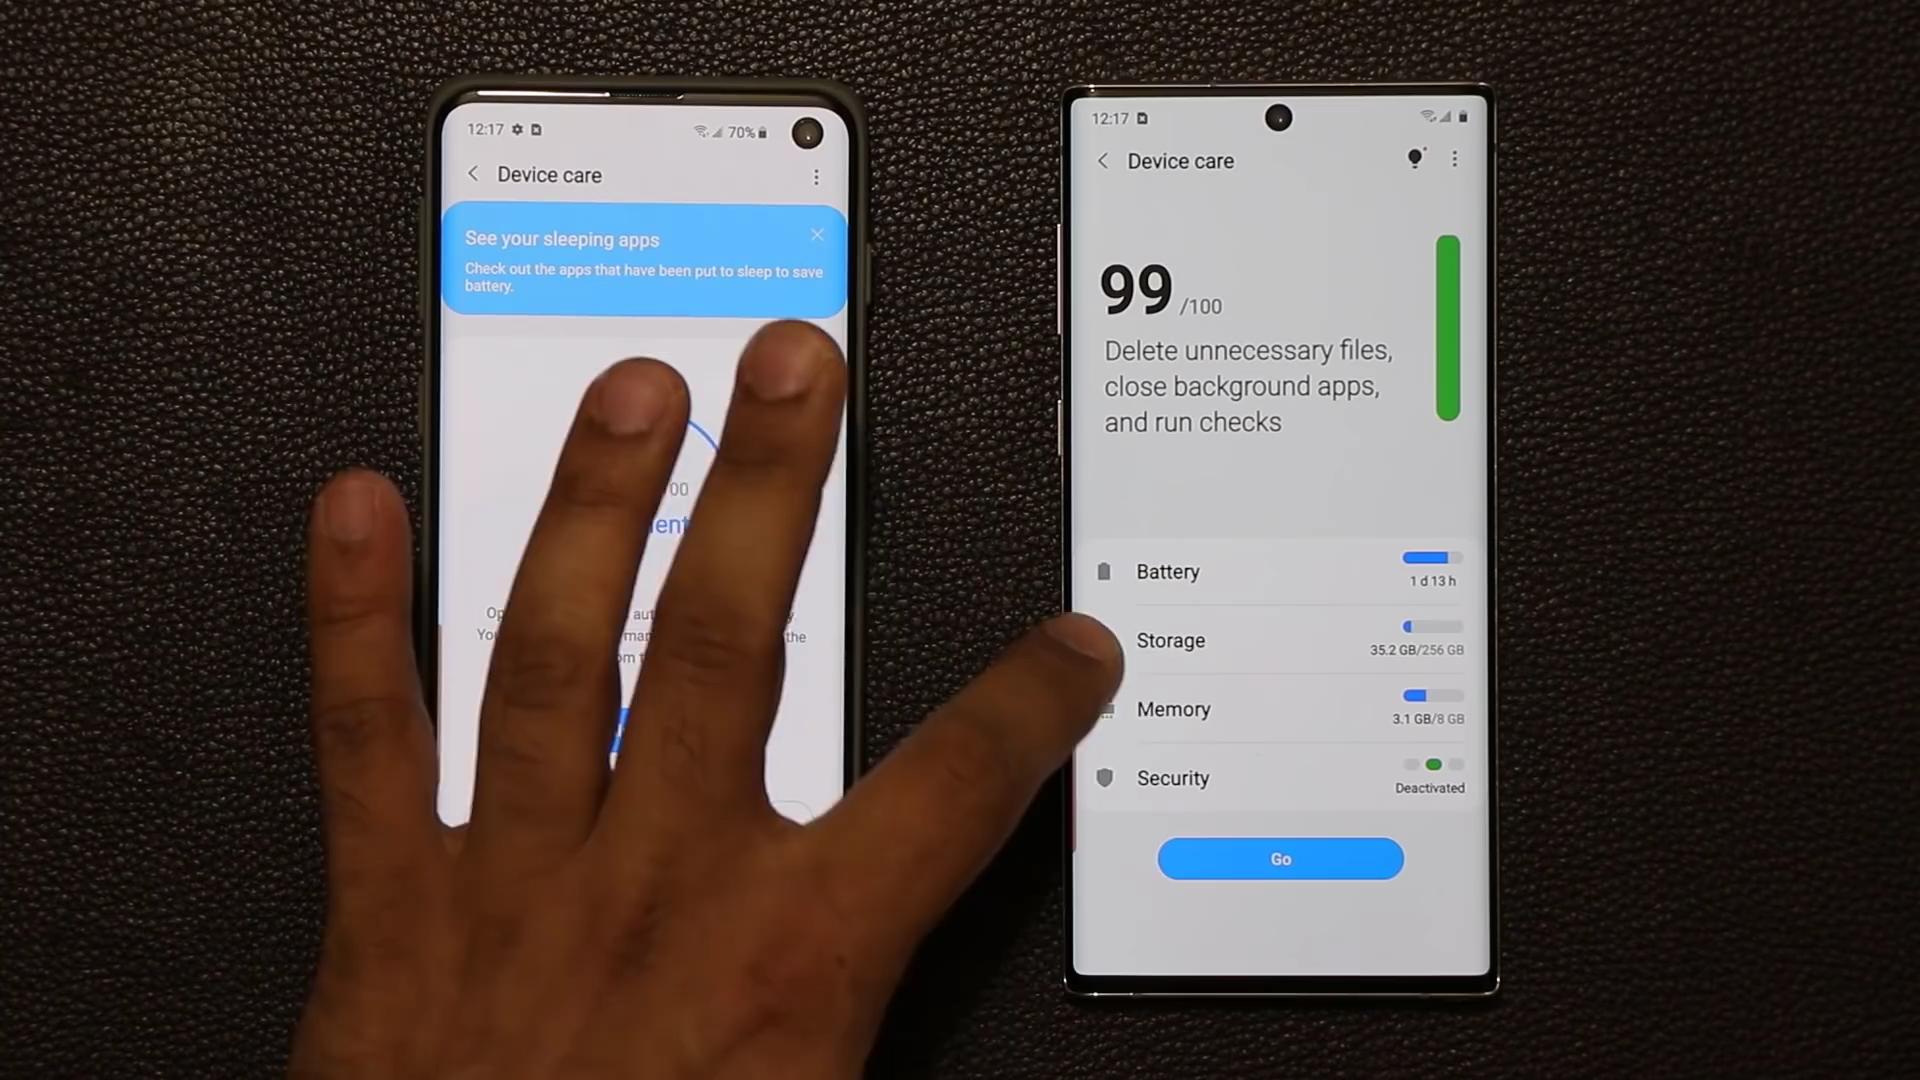 12:17
70%
Device care
See your sleeping apps
Check out the apps that have been put to sleep to save
battery.
the
12:17
Device care
99 /100
Delete unnecessary files,
close background apps,
and run checks
Battery
1 d 13 h
Storage
35.2 GB/256 GB
Memory
3.1 GB/8 GB
Security
Deactivated
Go